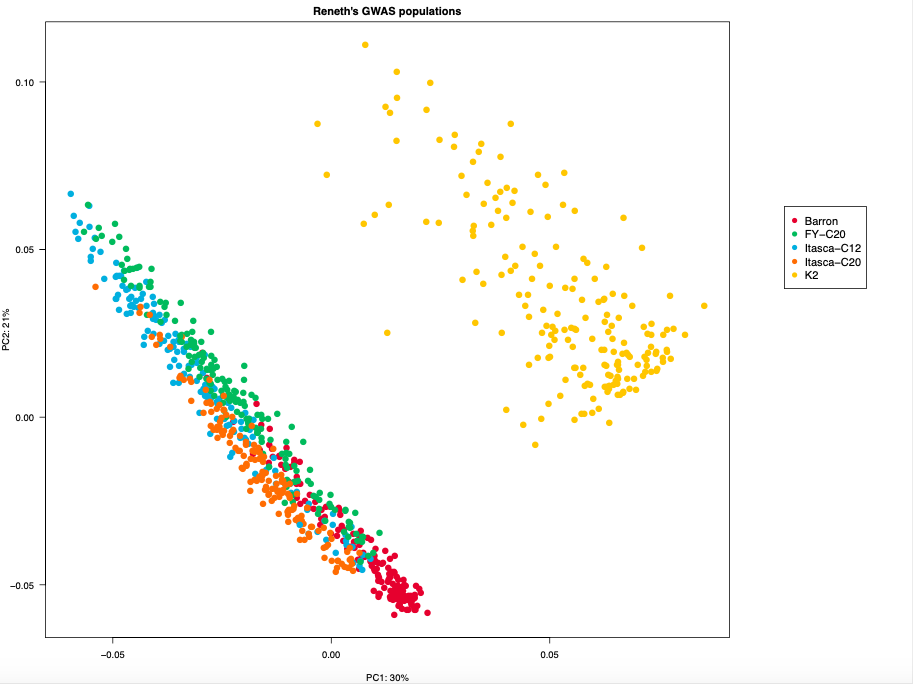 Reneth's GWAS populations
PC2: 21%
0.10
0.05
0.00
−0.05
−0.05
0.00
0.05
PC1: 30%
Barron
FY−C20
Itasca−C12
Itasca−C20
K2